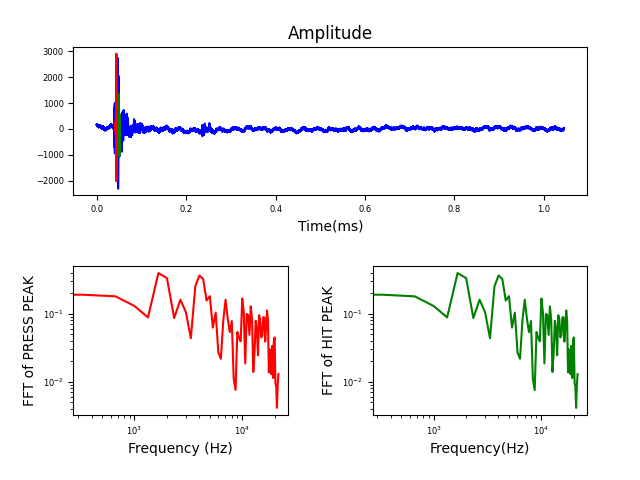 Amplitude
3000
2000
1000
0
−1000
−2000
0.0 0.2 0.4 0.6 0.8 1.0
Time(ms)
FFT of PRESS PEAK
10⁻¹
10⁻²
10³ 10⁴
Frequency (Hz)
FFT of HIT PEAK
10⁻¹
10⁻²
10³ 10⁴
Frequency(Hz)